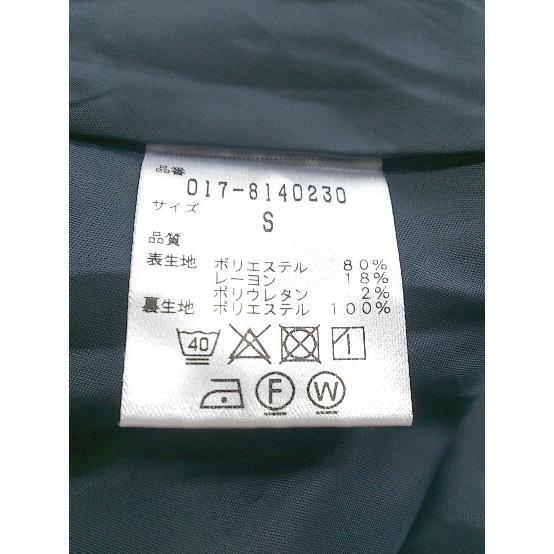 品番
017-8140230
サイズ
S
品質
表生地 ポリエステル 80%
レーヨン 18%
ポリウレタン 2%
裏生地 ポリエステル 100%
40
F W